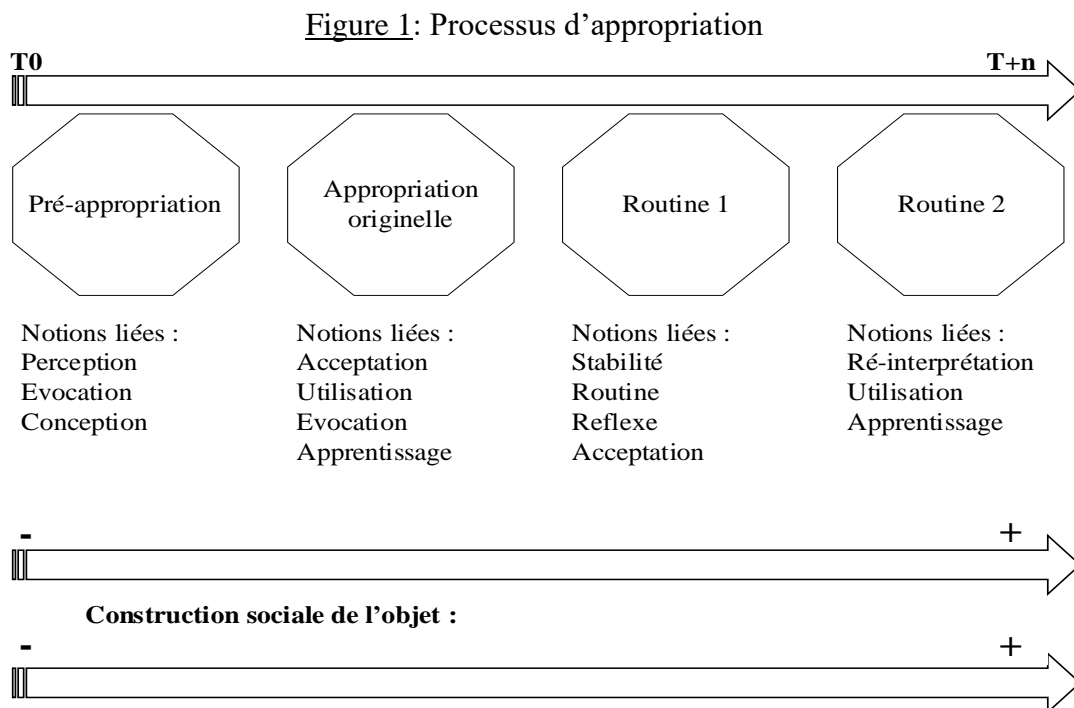 Figure 1: Processus d'appropriation
T0
T+n
Pré-appropriation
Appropriation
originelle
Routine 1
Routine 2
Notions liées :
Perception
Evocation
Conception
Notions liées :
Acceptation
Utilisation
Evocation
Apprentissage
Notions liées :
Stabilité
Routine
Reflexe
Acceptation
Notions liées :
Ré-interprétation
Utilisation
Apprentissage
- +
Construction sociale de l'objet :
- +